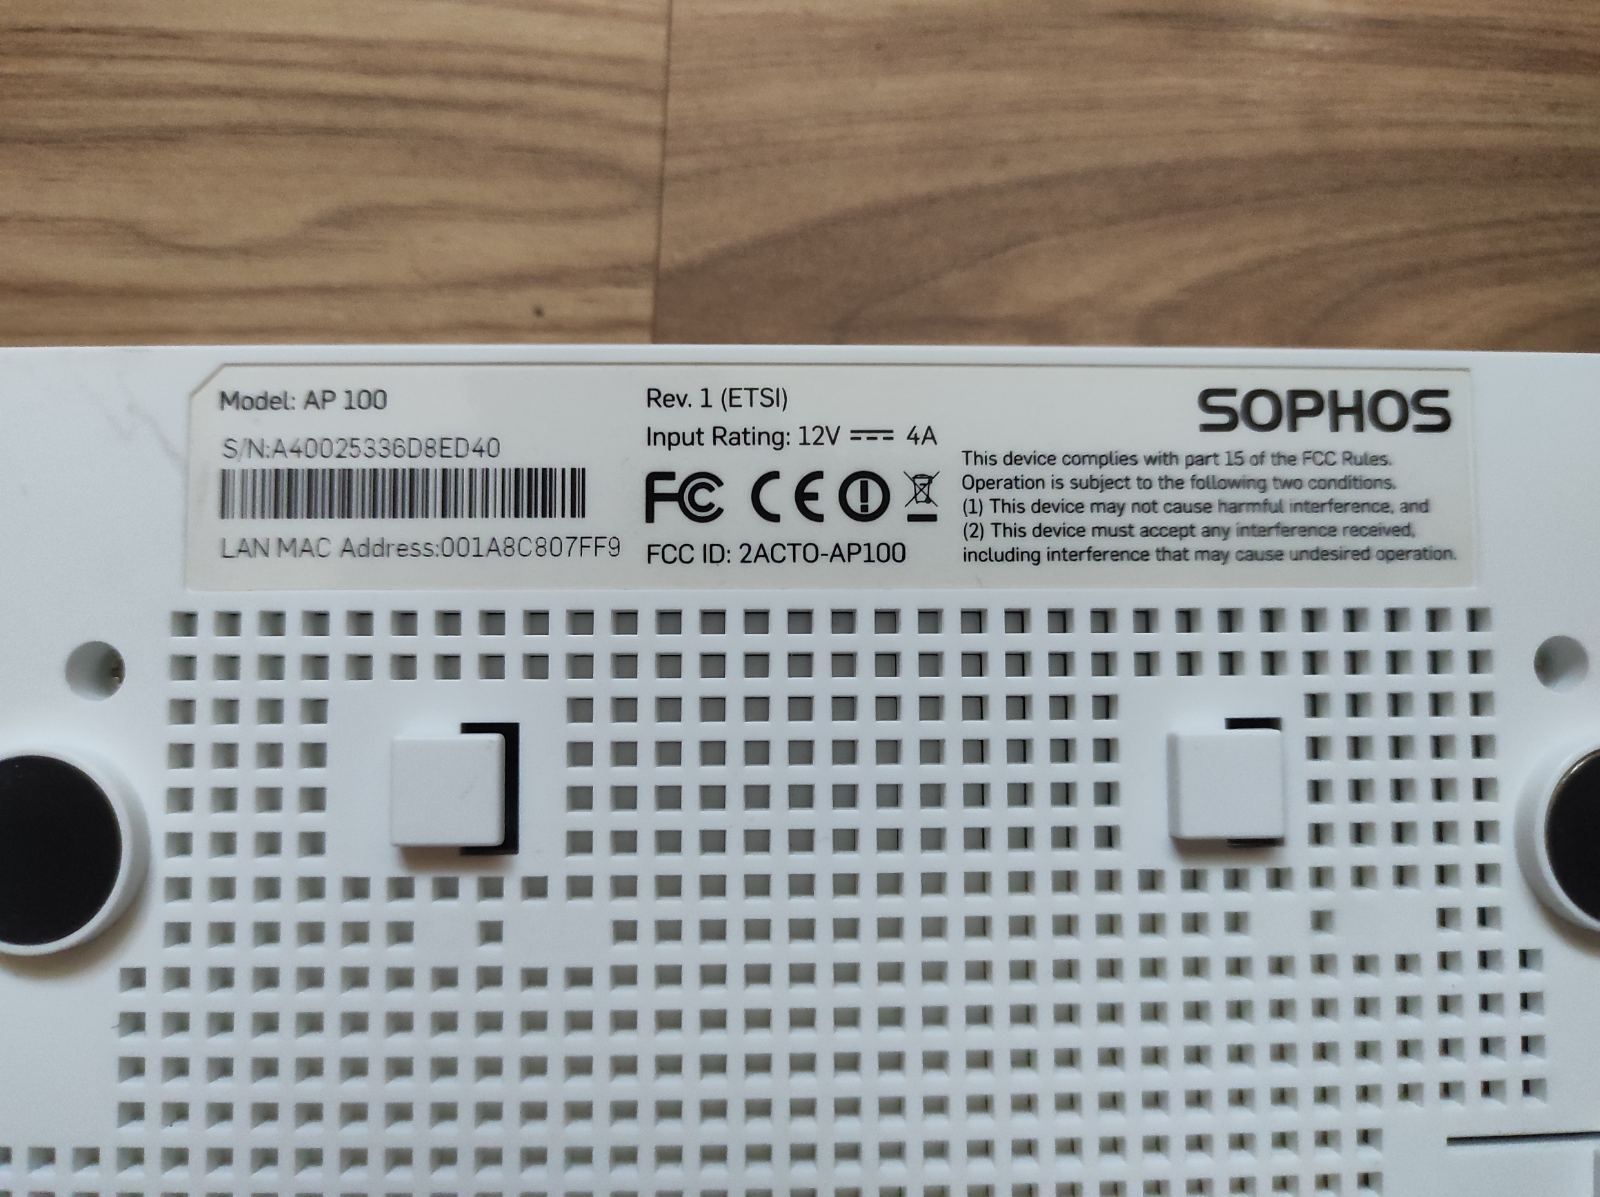 Model: AP 100
S/N:A40025336D8ED40
LAN MAC Address:001A8C807FF9
Rev. 1 (ETSI)
Input Rating: 12V ⎓ 4A
FC CE
FCC ID: 2ACTO-AP100
SOPHOS
This device complies with part 15 of the FCC Rules.
Operation is subject to the following two conditions.
(1) This device may not cause harmful interference, and
(2) This device must accept any interference received,
including interference that may cause undesired operation.